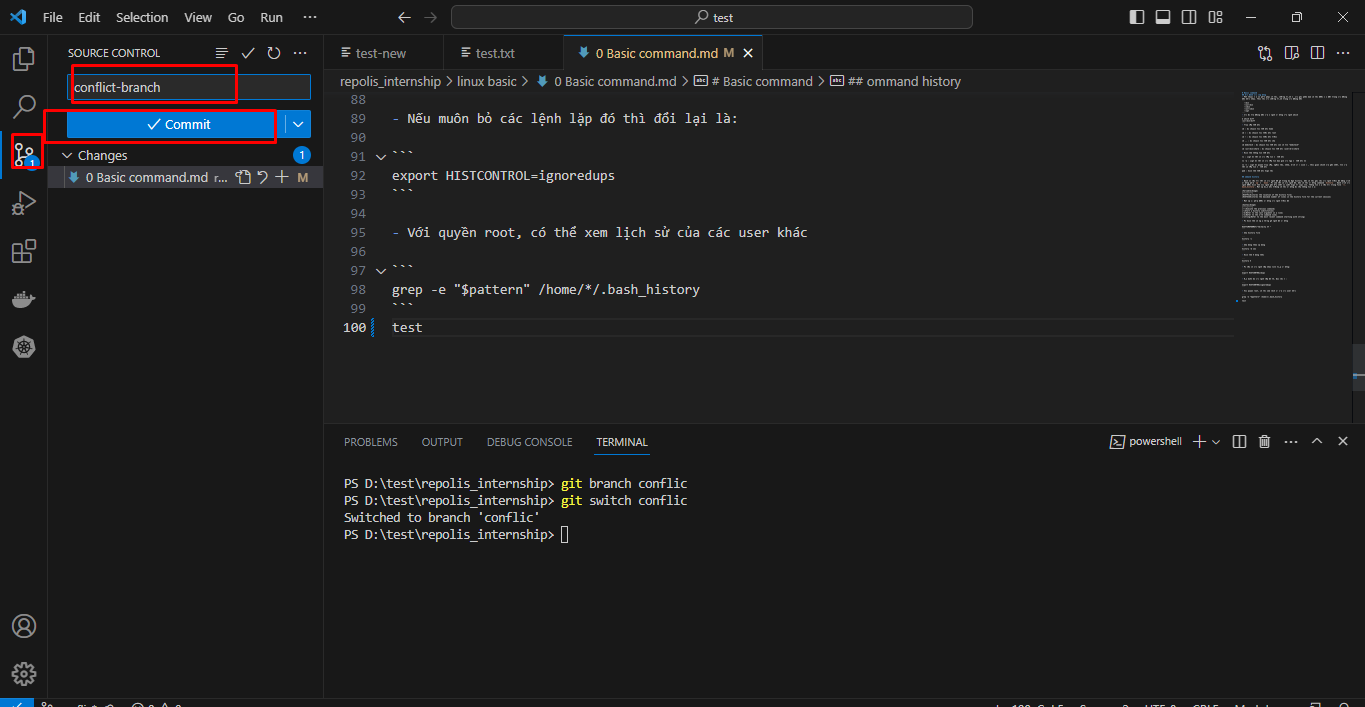 File Edit Selection View Go Run ···
test
SOURCE CONTROL
conflict-branch
Commit
Changes 1
0 Basic command.md r... M
1
test-new
test.txt
0 Basic command.md M
repolis_internship > linux basic > 0 Basic command.md > # Basic command > ## ommand history
88
89 - Nếu muôn bỏ các lệnh lặp đó thì đổi lại là:
90
91 ```
92 export HISTCONTROL=ignoredups
93 ```
94
95 - Với quyền root, có thể xem lịch sử của các user khác
96
97 ```
98 grep -e "$pattern" /home/*/.bash_history
99 ```
100 test
PROBLEMS OUTPUT DEBUG CONSOLE TERMINAL
powershell
PS D:\test\repolis_internship> git branch conflic
PS D:\test\repolis_internship> git switch conflic
Switched to branch 'conflic'
PS D:\test\repolis_internship>